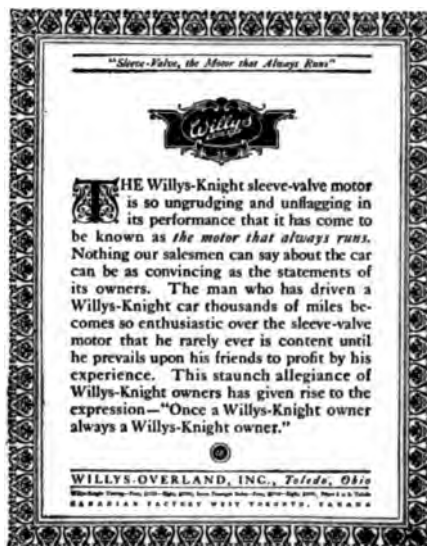 "Sleeve-Valve, the Motor that Always Runs"
Willys
THE Willys-Knight sleeve-valve motor
is so ungrudging and unflagging in
its performance that it has come to
be known as the motor that always runs.
Nothing our salesmen can say about the car
can be as convincing as the statements of
its owners. The man who has driven a
Willys-Knight car thousands of miles be-
comes so enthusiastic over the sleeve-valve
motor that he rarely ever is content until
he prevails upon his friends to profit by his
experience. This staunch allegiance of
Willys-Knight owners has given rise to the
expression—"Once a Willys-Knight owner
always a Willys-Knight owner."
WILLYS-OVERLAND, INC., Toledo, Ohio
CANADIAN FACTORY WEST TORONTO, CANADA